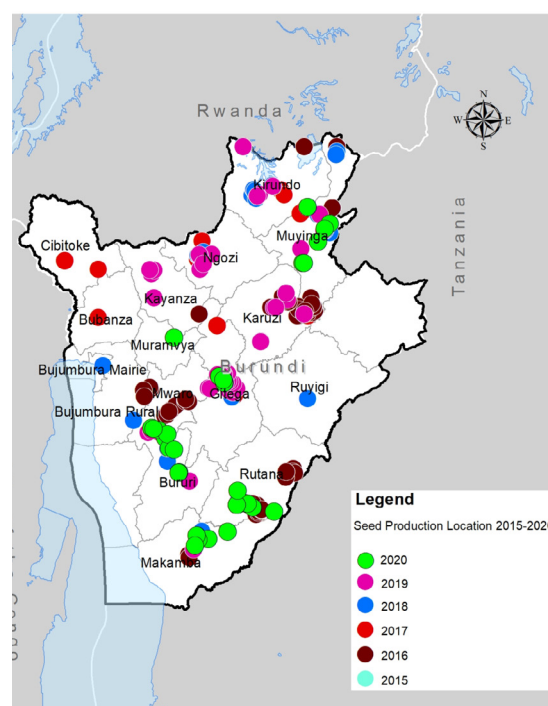 Rwanda
N
W E
S
Kirundo
Tanzania
Cibitoke
Muyinga
Ngozi
Kayanza
Karuzi
Bubanza
Muramvya
Burundi
Bujumbura Mairie
Mwaro
Gitega
Ruyigi
Bujumbura Rural
Rutana
Bururi
Makamba
Legend
Seed Production Location 2015-2020
2020
2019
2018
2017
2016
2015